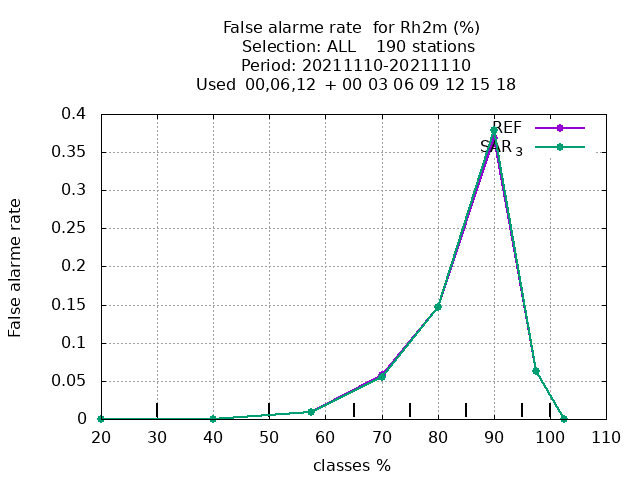 False alarme rate  for Rh2m (%)
Selection: ALL    190 stations
Period: 20211110-20211110
Used  00,06,12  + 00 03 06 09 12 15 18
REF
SAR 3
0.4
0.35
0.3
0.25
0.2
0.15
0.1
0.05
0
False alarme rate
20 30 40 50 60 70 80 90 100 110
classes %